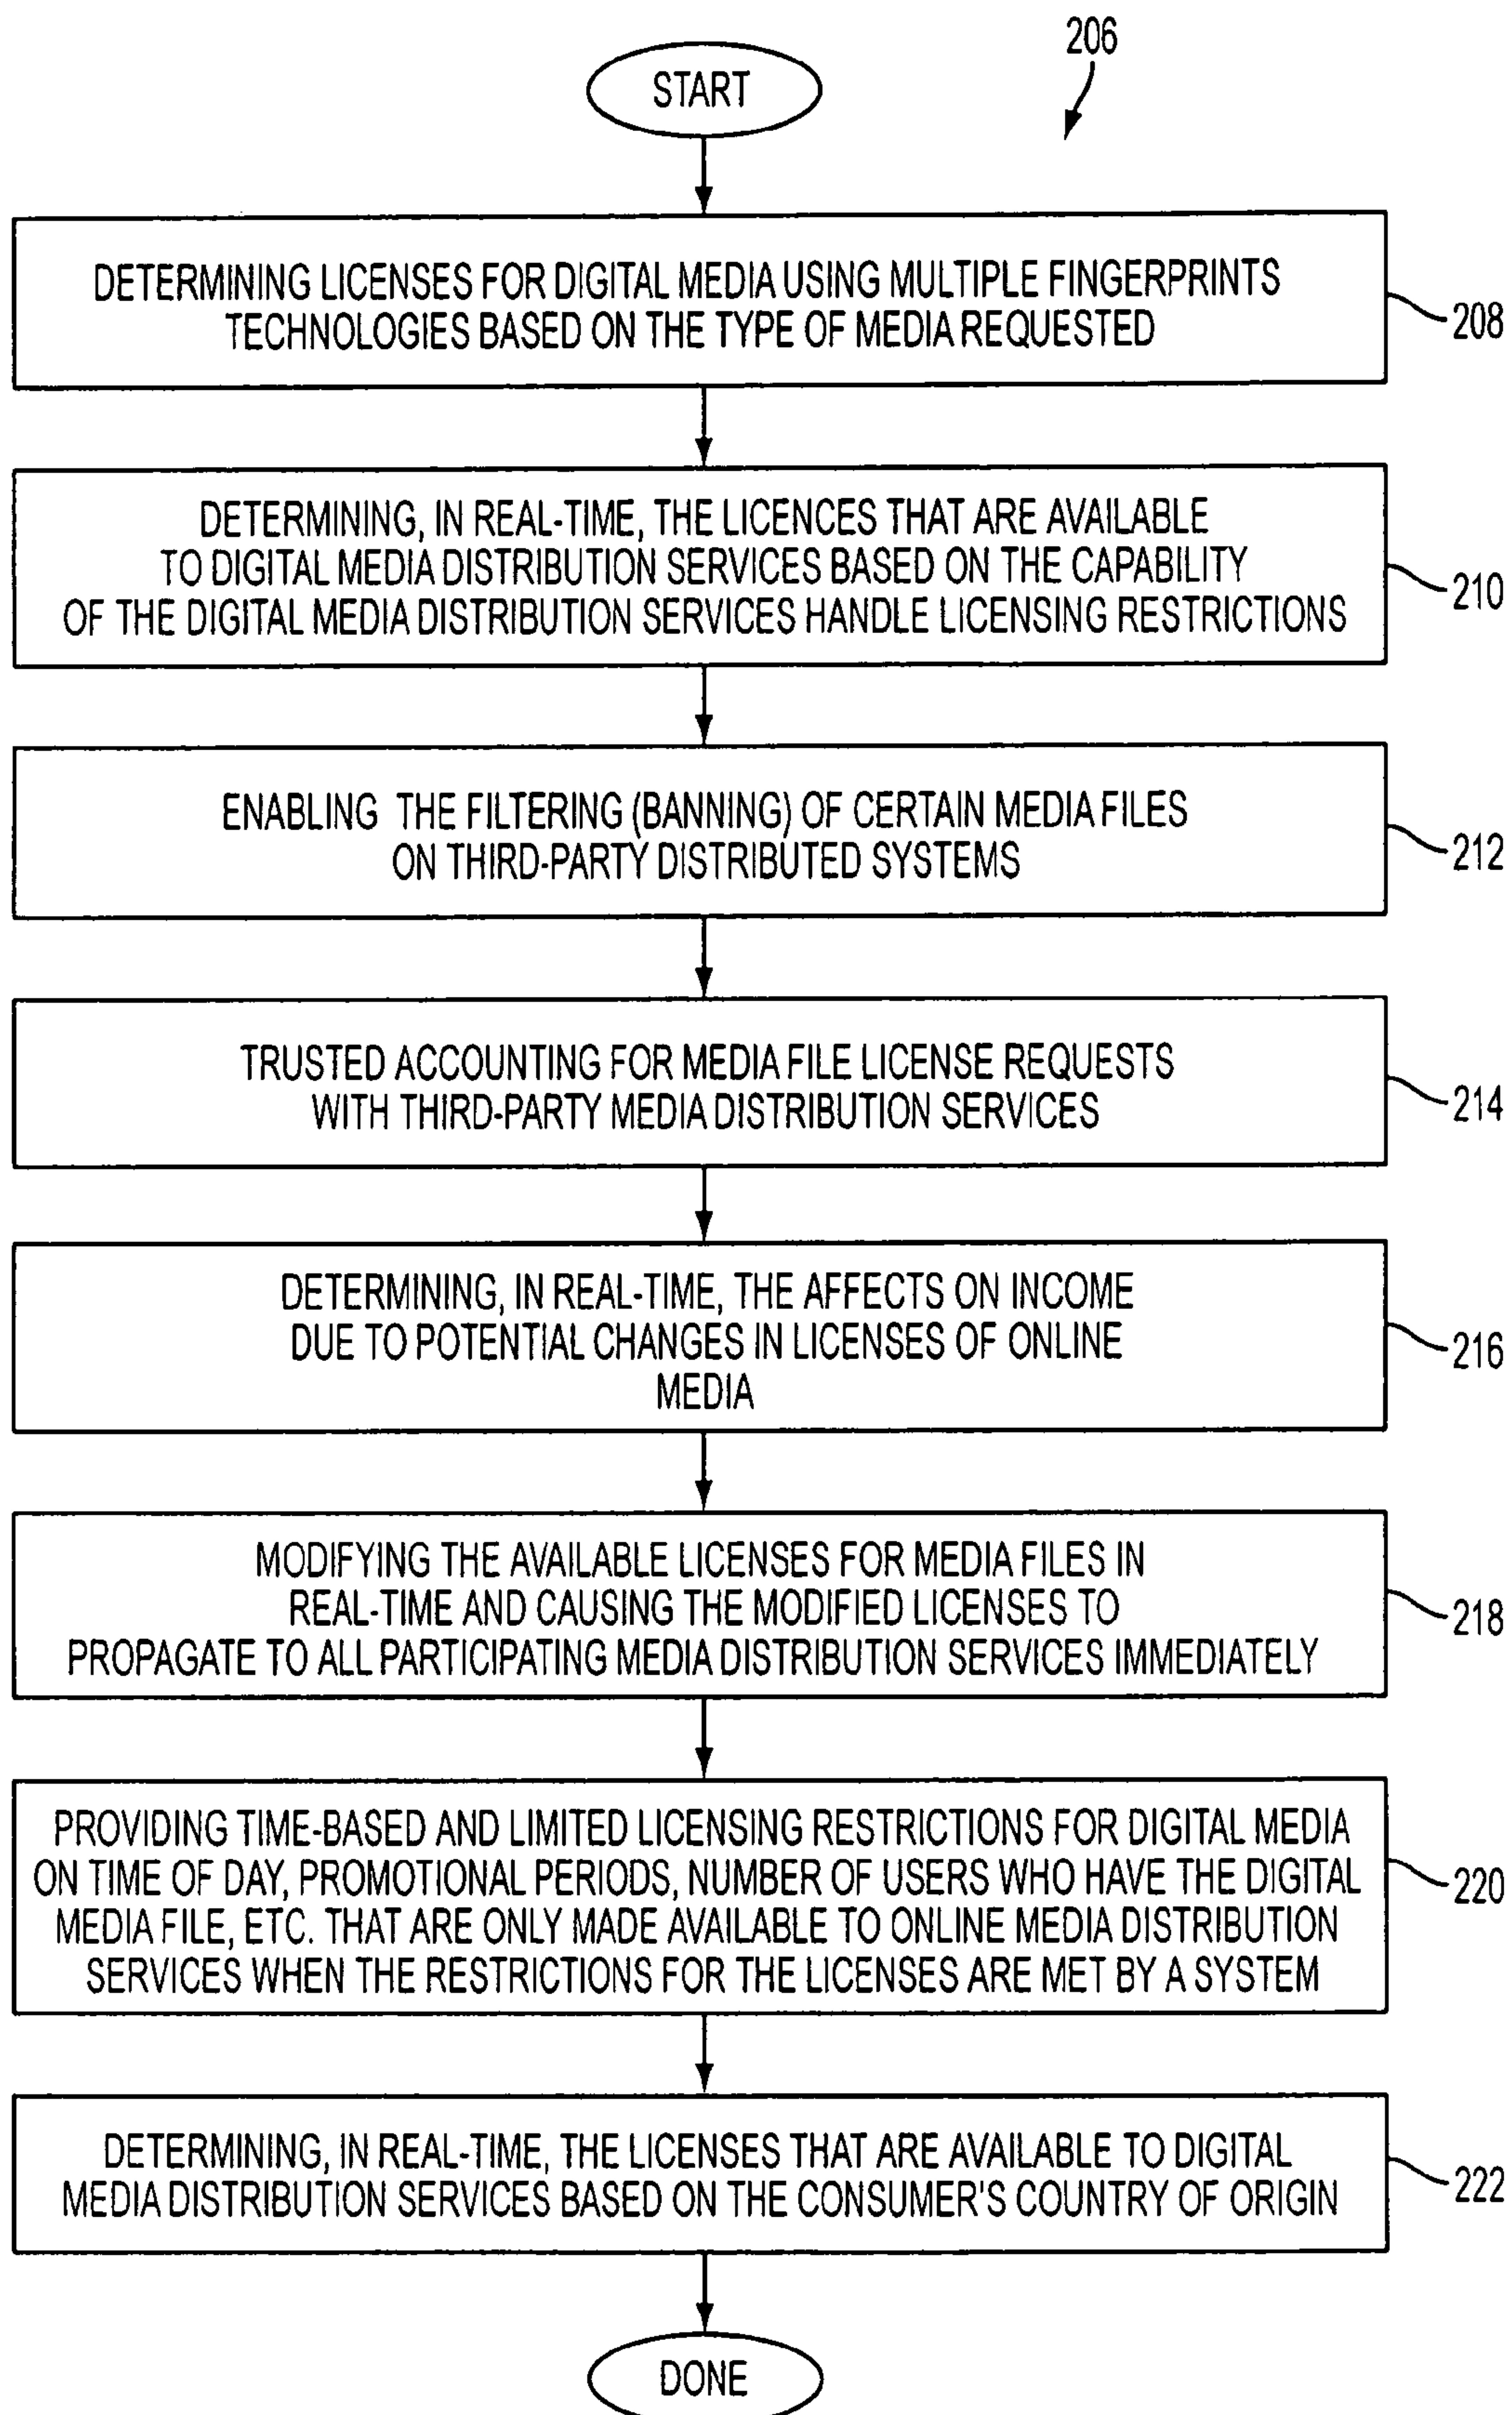 206
START
DETERMINING LICENSES FOR DIGITAL MEDIA USING MULTIPLE FINGERPRINTS
TECHNOLOGIES BASED ON THE TYPE OF MEDIA REQUESTED
208
DETERMINING, IN REAL-TIME, THE LICENCES THAT ARE AVAILABLE
TO DIGITAL MEDIA DISTRIBUTION SERVICES BASED ON THE CAPABILITY
OF THE DIGITAL MEDIA DISTRIBUTION SERVICES HANDLE LICENSING RESTRICTIONS
210
ENABLING THE FILTERING (BANNING) OF CERTAIN MEDIA FILES
ON THIRD-PARTY DISTRIBUTED SYSTEMS
212
TRUSTED ACCOUNTING FOR MEDIA FILE LICENSE REQUESTS
WITH THIRD-PARTY MEDIA DISTRIBUTION SERVICES
214
DETERMINING, IN REAL-TIME, THE AFFECTS ON INCOME
DUE TO POTENTIAL CHANGES IN LICENSES OF ONLINE
MEDIA
216
MODIFYING THE AVAILABLE LICENSES FOR MEDIA FILES IN
REAL-TIME AND CAUSING THE MODIFIED LICENSES TO
PROPAGATE TO ALL PARTICIPATING MEDIA DISTRIBUTION SERVICES IMMEDIATELY
218
PROVIDING TIME-BASED AND LIMITED LICENSING RESTRICTIONS FOR DIGITAL MEDIA
ON TIME OF DAY, PROMOTIONAL PERIODS, NUMBER OF USERS WHO HAVE THE DIGITAL
MEDIA FILE, ETC. THAT ARE ONLY MADE AVAILABLE TO ONLINE MEDIA DISTRIBUTION
SERVICES WHEN THE RESTRICTIONS FOR THE LICENSES ARE MET BY A SYSTEM
220
DETERMINING, IN REAL-TIME, THE LICENSES THAT ARE AVAILABLE TO DIGITAL
MEDIA DISTRIBUTION SERVICES BASED ON THE CONSUMER'S COUNTRY OF ORIGIN
222
DONE